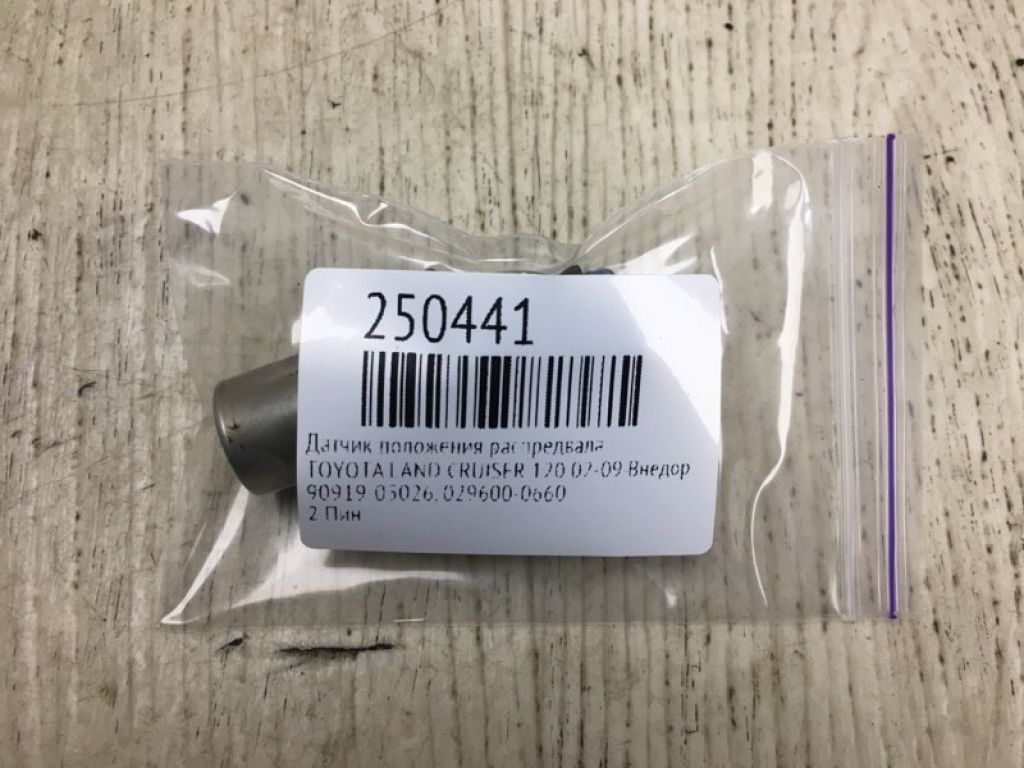 250441
Датчик положения распредвала
TOYOTA LAND CRUISER 120 02-09 Внедор
90919-05026, 029600-0660
2 Пин